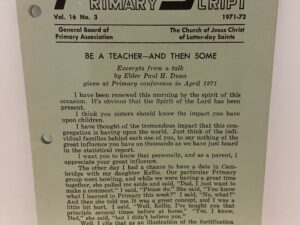 PRIMARY SCRIPT
Vol. 16 No. 3
1971-72
General Board of
Primary Association
The Church of Jesus Christ
of Latter-day Saints
BE A TEACHER—AND THEN SOME
Excerpts from a talk
by Elder Paul H. Dunn
given at Primary conference in April 1971
I have been renewed this morning by the spirit of this
occasion. It's obvious that the Spirit of the Lord has been
present.
I think you sisters should know the impact you have
upon children.
I have thought of the tremendous impact that this con-
gregation is having upon the world. Just think of the indi-
vidual families behind each one of you, to say nothing of the
great influence you have on thousands as we have just heard
in the statistical report.
I want you to know that personally, and as a parent, I
appreciate your great influence.
The other day I had a chance to have a date in Cam-
bridge with my daughter Kellie. Our particular Primary
group went bowling, and while we were having a great time
together, she pulled me aside and said, "Dad, I just want to
make a comment." I said, "Please do." She said, "You know
what I learned in Primary this week?" I said, "No, what?"
And then she told me. It was a great concept, and I was a
little bit hurt. I said, "Well, Kellie, I've taught you that
principle several times before at home." "Yes, I know,
Dad," she said, "but I didn't believe you."
Well, I cite that as an illustration of the fortification